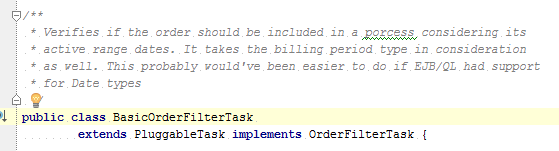 /**
* Verifies if the order should be included in a porcess considering its
* active range dates. It takes the billing period type in consideration
* as well. This probably would've been easier to do if EJB/QL had support
* for Date types
*/
public class BasicOrderFilterTask
extends PluggableTask implements OrderFilterTask {